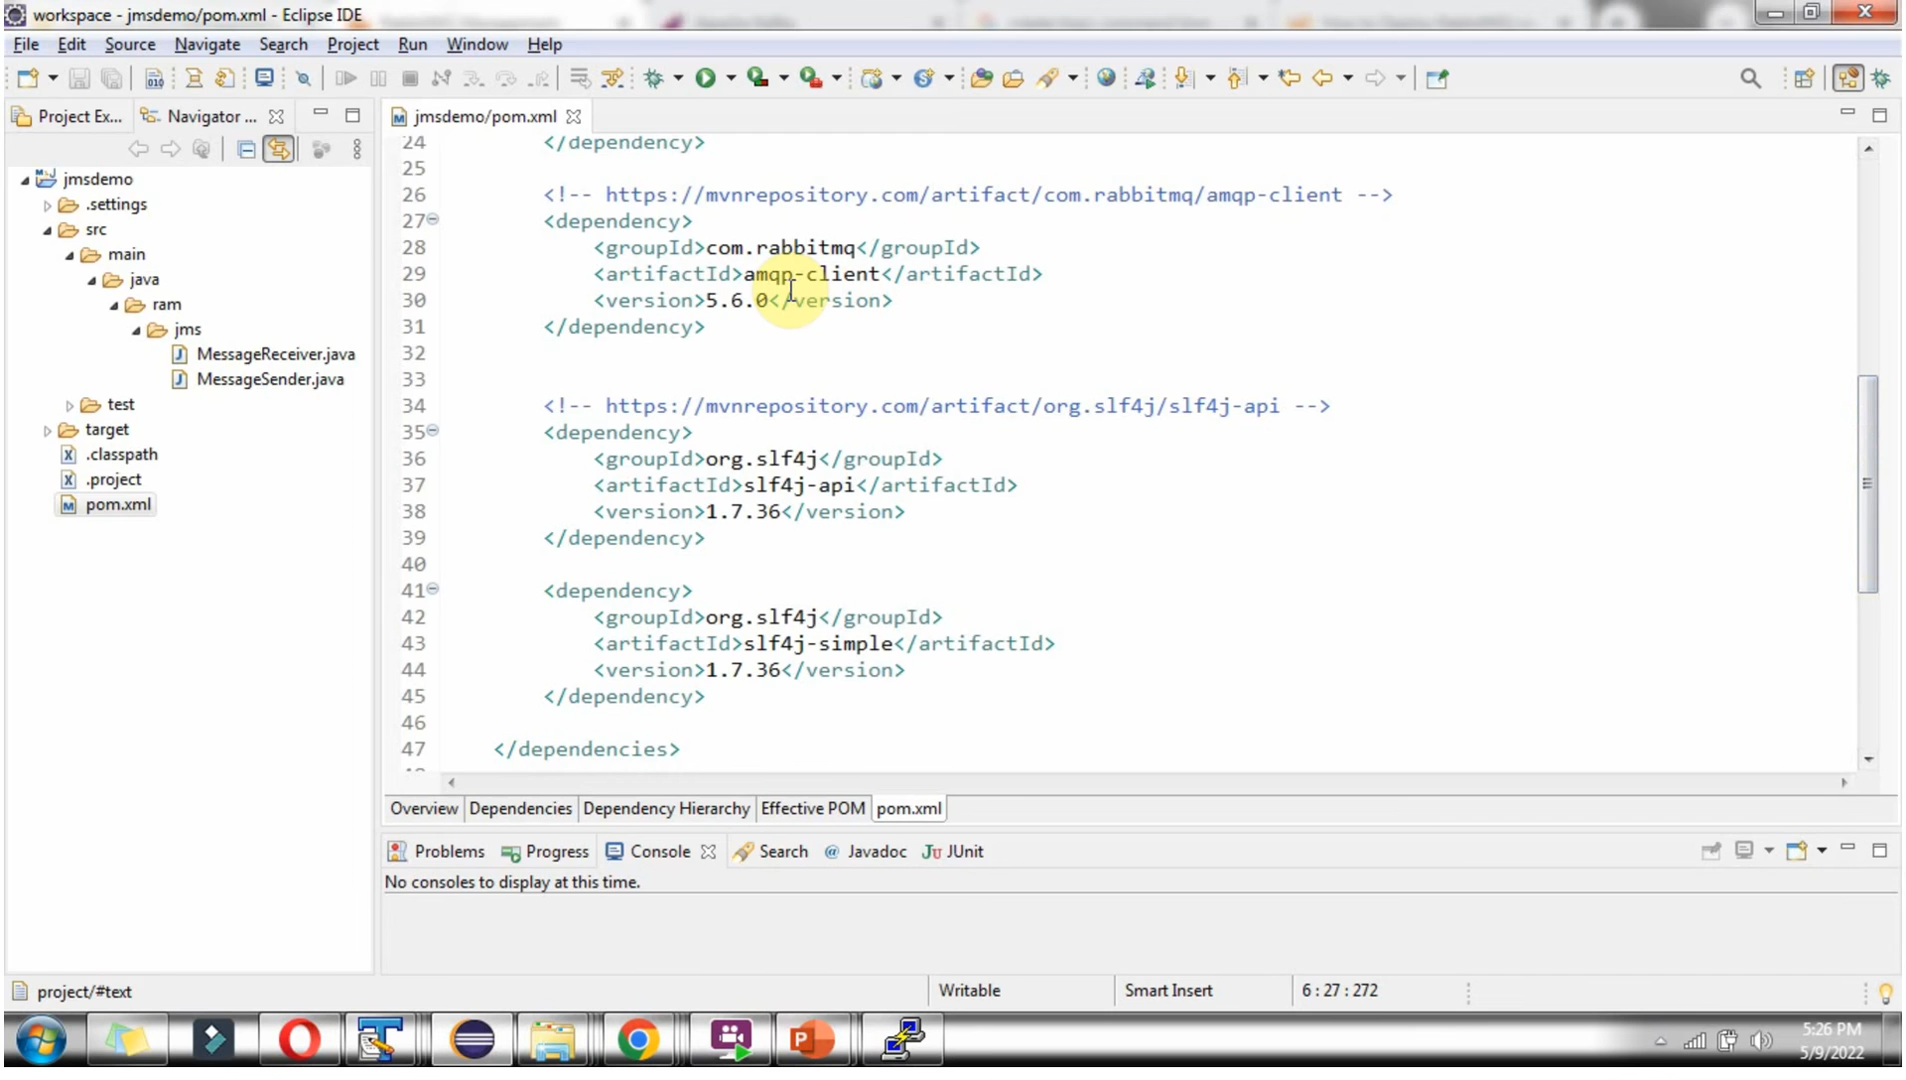 workspace - jmsdemo/pom.xml - Eclipse IDE
File Edit Source Navigate Search Project Run Window Help
Project Ex... Navigator ...
jmsdemo/pom.xml
jmsdemo
.settings
src
main
java
ram
jms
MessageReceiver.java
MessageSender.java
test
target
.classpath
.project
pom.xml
24 </dependency>
25
26 <!-- https://mvnrepository.com/artifact/com.rabbitmq/amqp-client -->
27 <dependency>
28 <groupId>com.rabbitmq</groupId>
29 <artifactId>amqp-client</artifactId>
30 <version>5.6.0</version>
31 </dependency>
32
33
34 <!-- https://mvnrepository.com/artifact/org.slf4j/slf4j-api -->
35 <dependency>
36 <groupId>org.slf4j</groupId>
37 <artifactId>slf4j-api</artifactId>
38 <version>1.7.36</version>
39 </dependency>
40
41 <dependency>
42 <groupId>org.slf4j</groupId>
43 <artifactId>slf4j-simple</artifactId>
44 <version>1.7.36</version>
45 </dependency>
46
47 </dependencies>
Overview Dependencies Dependency Hierarchy Effective POM pom.xml
Problems Progress Console Search @ Javadoc Ju JUnit
No consoles to display at this time.
project/#text Writable Smart Insert 6 : 27 : 272
5:26 PM
5/9/2022